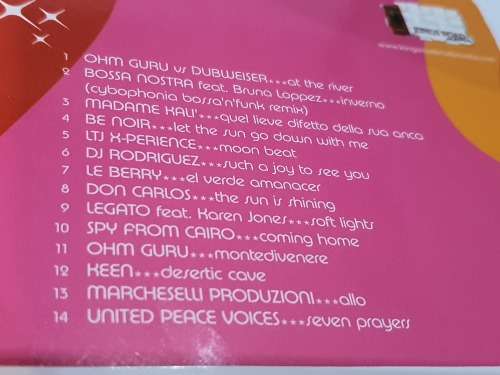 1 OHM GURU vs DUBWEISER...at the river
2 BOSSA NOSTRA feat. Bruna Loppez...inverno
(cybophonia bossa'n'funk remix)
3 MADAME KALI'...quel lieve difetto della sua anca
4 BE NOIR...let the sun go down with me
5 LTJ X-PERIENCE...moon beat
6 DJ RODRIGUEZ...such a joy to see you
7 LE BERRY...el verde amanacer
8 DON CARLOS...the sun is shining
9 LEGATO feat. Karen Jones...soft lights
10 SPY FROM CAIRO...coming home
11 OHM GURU...montedivenere
12 KEEN...desertic cave
13 MARCHESELLI PRODUZIONI...allo
14 UNITED PEACE VOICES...seven prayers